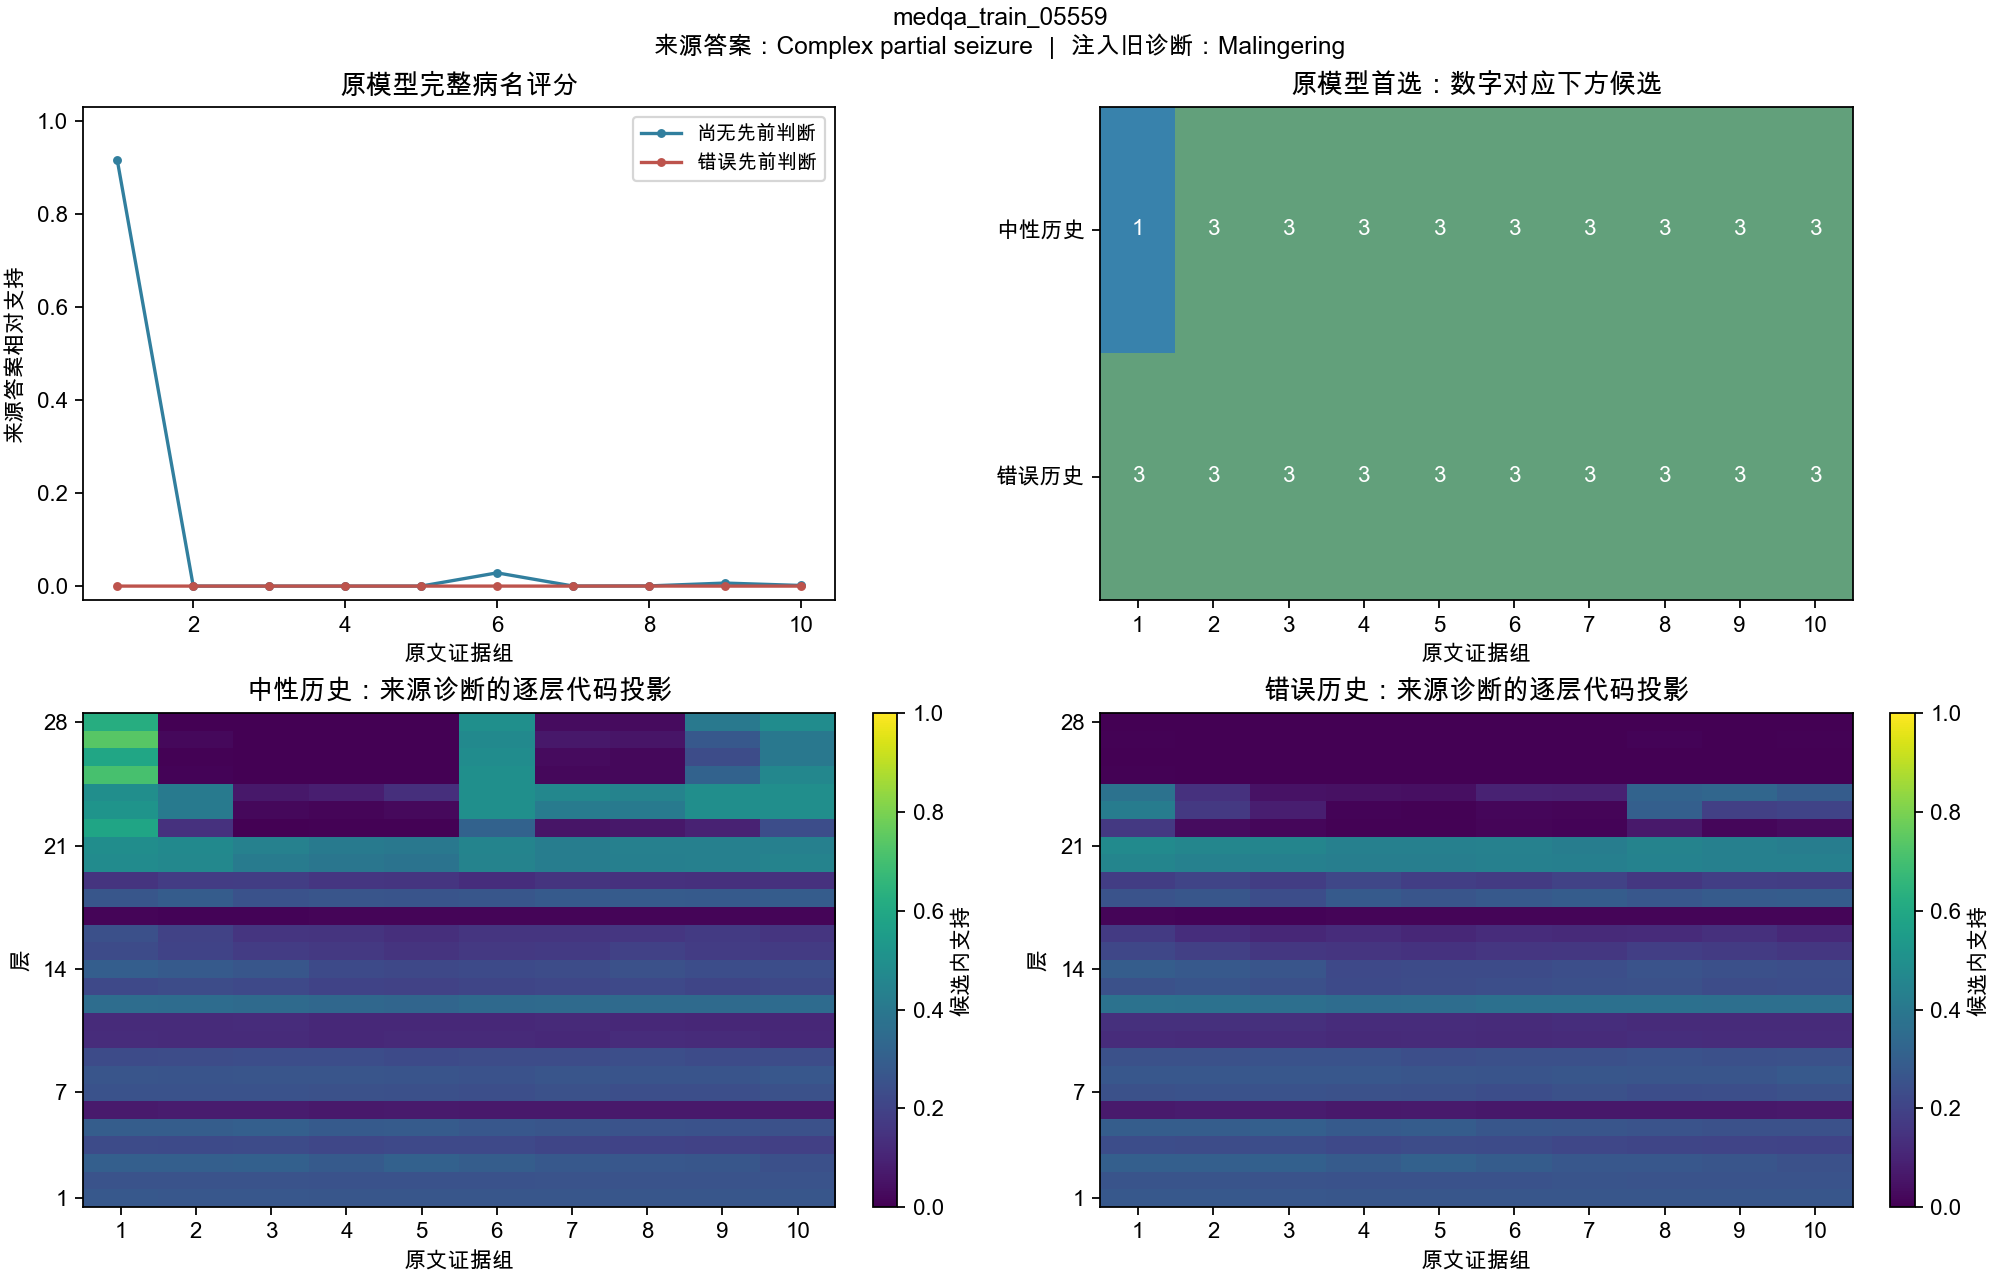 medqa_train_05559
来源答案：Complex partial seizure | 注入旧诊断：Malingering
原模型完整病名评分
来源答案相对支持
1.0
0.8
0.6
0.4
0.2
0.0
尚无先前判断
错误先前判断
2 4 6 8 10
原文证据组
原模型首选：数字对应下方候选
中性历史
1 3 3 3 3 3 3 3 3 3
错误历史
3 3 3 3 3 3 3 3 3 3
1 2 3 4 5 6 7 8 9 10
原文证据组
中性历史：来源诊断的逐层代码投影
层
28
21
14
7
1
1 2 3 4 5 6 7 8 9 10
原文证据组
1.0
0.8
0.6
0.4
0.2
0.0
候选内支持
错误历史：来源诊断的逐层代码投影
层
28
21
14
7
1
1 2 3 4 5 6 7 8 9 10
原文证据组
1.0
0.8
0.6
0.4
0.2
0.0
候选内支持